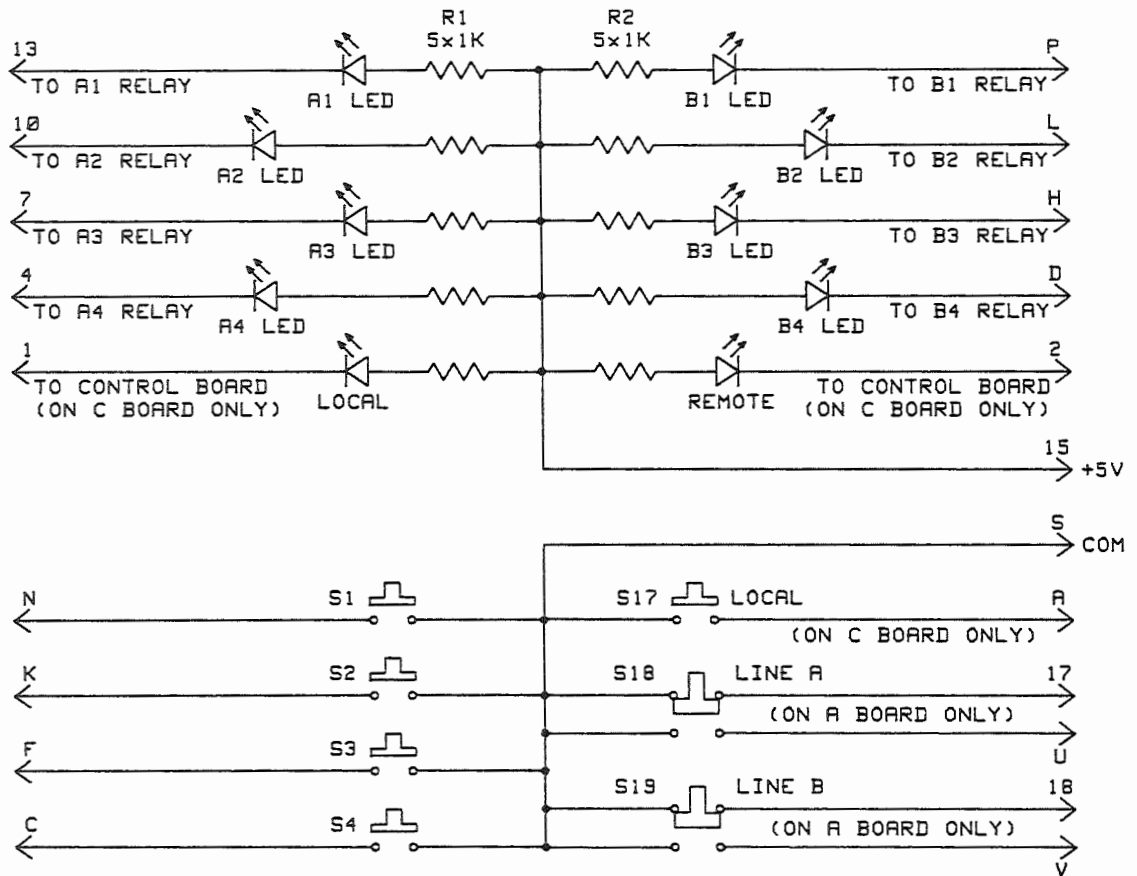 R1 R2
5x1K 5x1K
13 P
TO A1 RELAY A1 LED B1 LED TO B1 RELAY
10 L
TO A2 RELAY A2 LED B2 LED TO B2 RELAY
7 H
TO A3 RELAY A3 LED B3 LED TO B3 RELAY
4 D
TO A4 RELAY A4 LED B4 LED TO B4 RELAY
1 2
TO CONTROL BOARD LOCAL REMOTE TO CONTROL BOARD
(ON C BOARD ONLY) (ON C BOARD ONLY)
15
+5V
S
COM
N S1 S17 LOCAL A
(ON C BOARD ONLY)
K S2 S18 LINE A 17
(ON A BOARD ONLY)
F S3 U
S19 LINE B 18
C S4 (ON A BOARD ONLY)
V